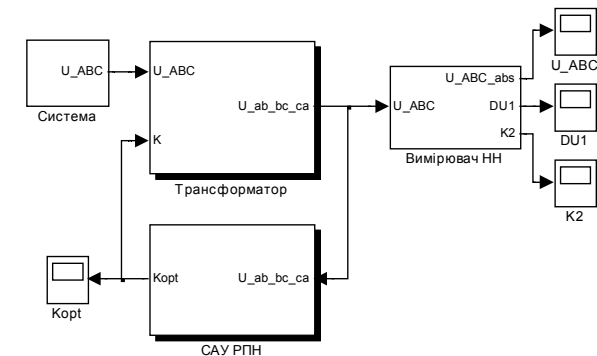 U_ABC
Система
U_ABC
K
U_ab_bc_ca
Трансформатор
U_ABC
U_ABC_abs
DU1
K2
Вимірювач НН
U_ABC
DU1
K2
Kopt
Kopt
U_ab_bc_ca
САУ РПН